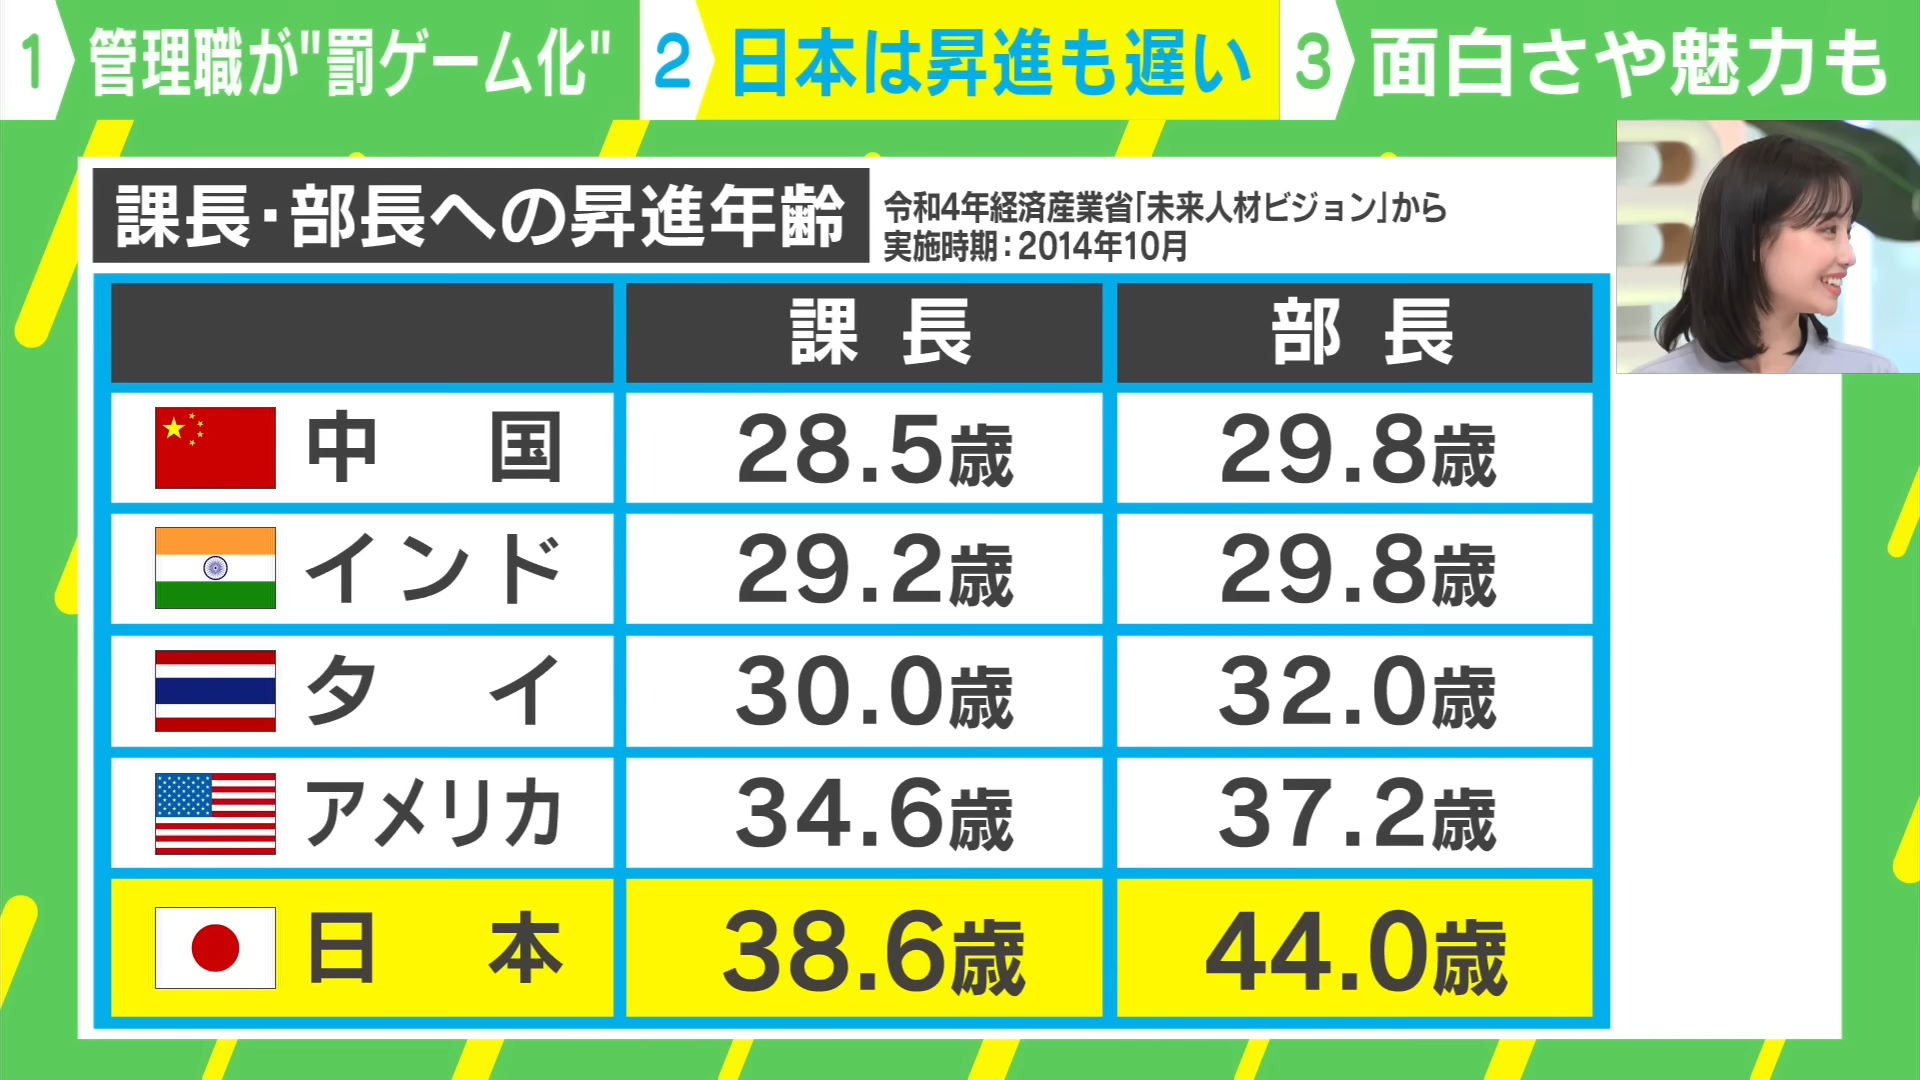 1 管理職が"罰ゲーム化"
2 日本は昇進も遅い
3 面白さや魅力も
課長・部長への昇進年齢
令和4年経済産業省「未来人材ビジョン」から
実施時期：2014年10月
課長 部長
中国 28.5歳 29.8歳
インド 29.2歳 29.8歳
タイ 30.0歳 32.0歳
アメリカ 34.6歳 37.2歳
日本 38.6歳 44.0歳